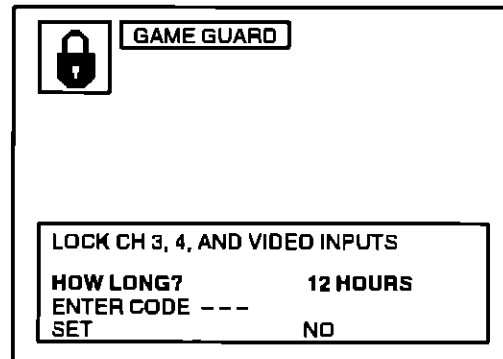 GAME GUARD
LOCK CH 3, 4, AND VIDEO INPUTS
HOW LONG? 12 HOURS
ENTER CODE – – –
SET NO